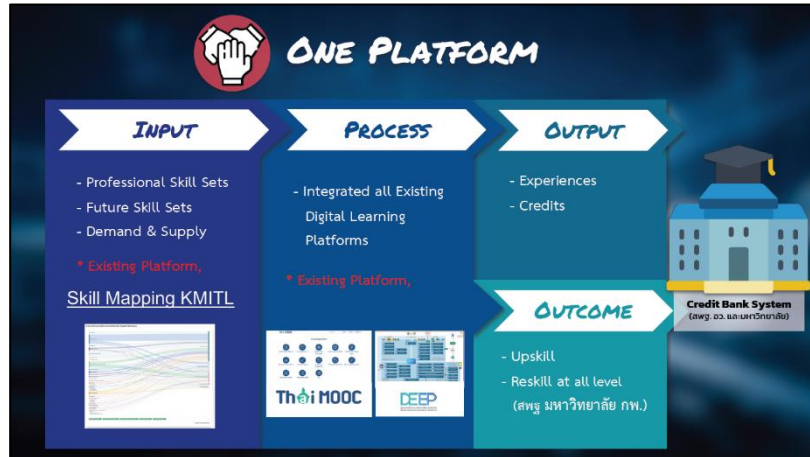 ONE PLATFORM
INPUT
- Professional Skill Sets
- Future Skill Sets
- Demand & Supply
* Existing Platform,
Skill Mapping KMITL
PROCESS
- Integrated all Existing
Digital Learning
Platforms
* Existing Platform,
Thai MOOC
DEEP
OUTPUT
- Experiences
- Credits
OUTCOME
- Upskill
- Reskill at all level
(สพฐ มหาวิทยาลัย กพ.)
Credit Bank System
(สพฐ. อว. และมหาวิทยาลัย)